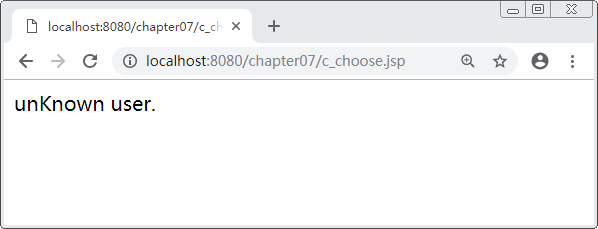 localhost:8080/chapter07/c_ch
localhost:8080/chapter07/c_choose.jsp
unKnown user.